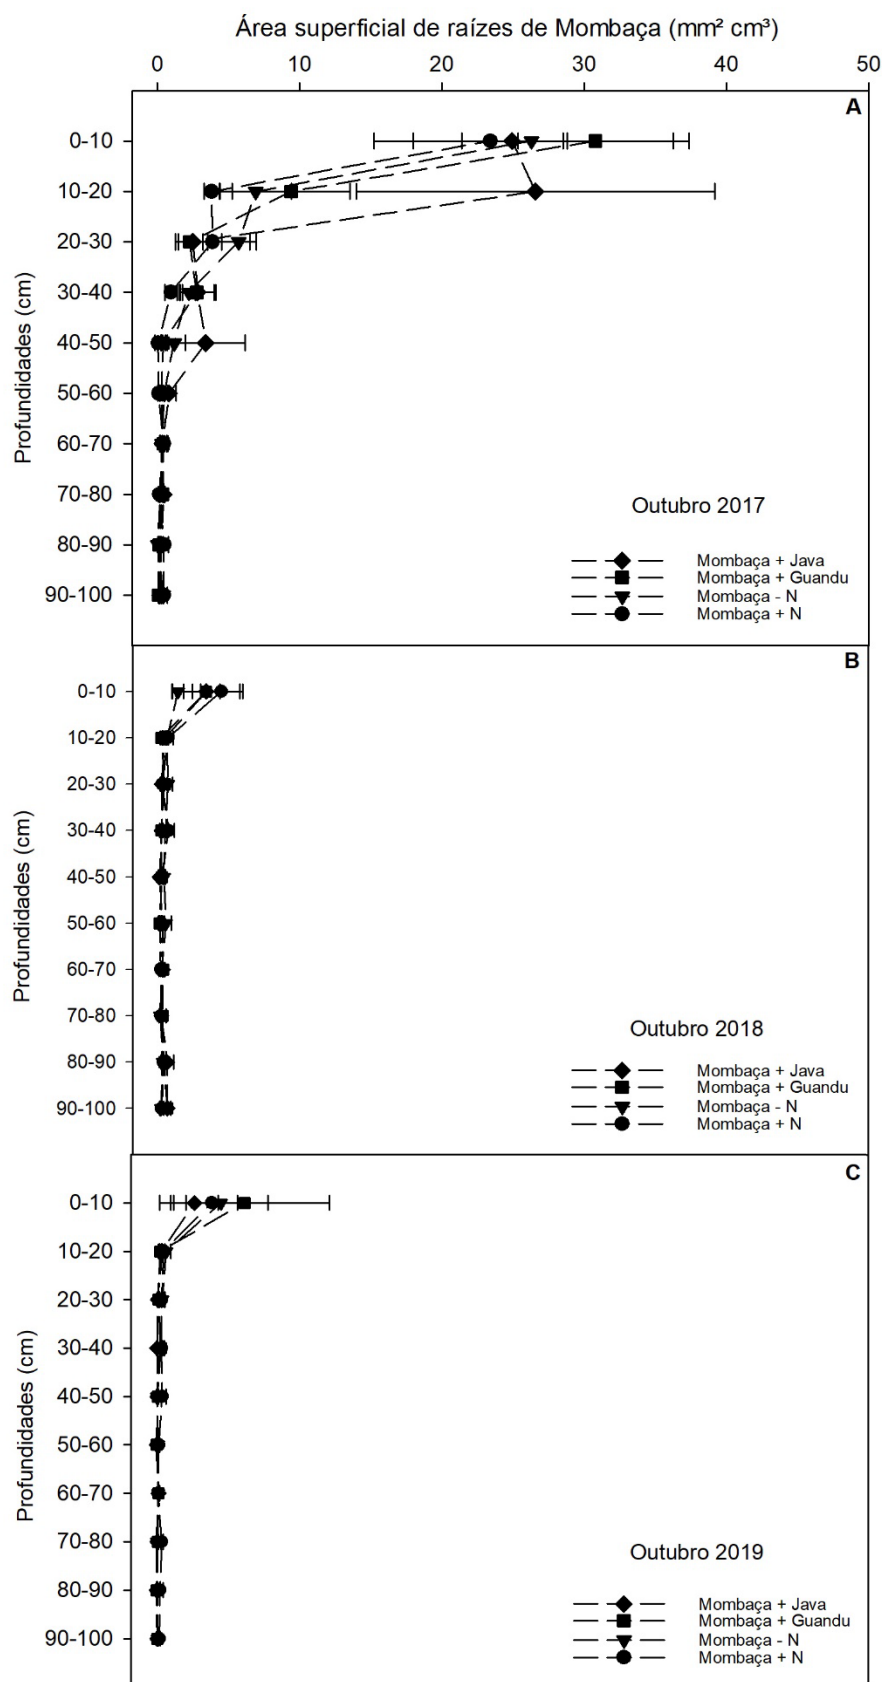 Área superficial de raízes de Mombaça (mm² cm³)
0 10 20 30 40 50
A
Profundidades (cm)
0-10
10-20
20-30
30-40
40-50
50-60
60-70
70-80
80-90
90-100
Outubro 2017
Mombaça + Java
Mombaça + Guandu
Mombaça - N
Mombaça + N
B
Profundidades (cm)
0-10
10-20
20-30
30-40
40-50
50-60
60-70
70-80
80-90
90-100
Outubro 2018
Mombaça + Java
Mombaça + Guandu
Mombaça - N
Mombaça + N
C
Profundidades (cm)
0-10
10-20
20-30
30-40
40-50
50-60
60-70
70-80
80-90
90-100
Outubro 2019
Mombaça + Java
Mombaça + Guandu
Mombaça - N
Mombaça + N